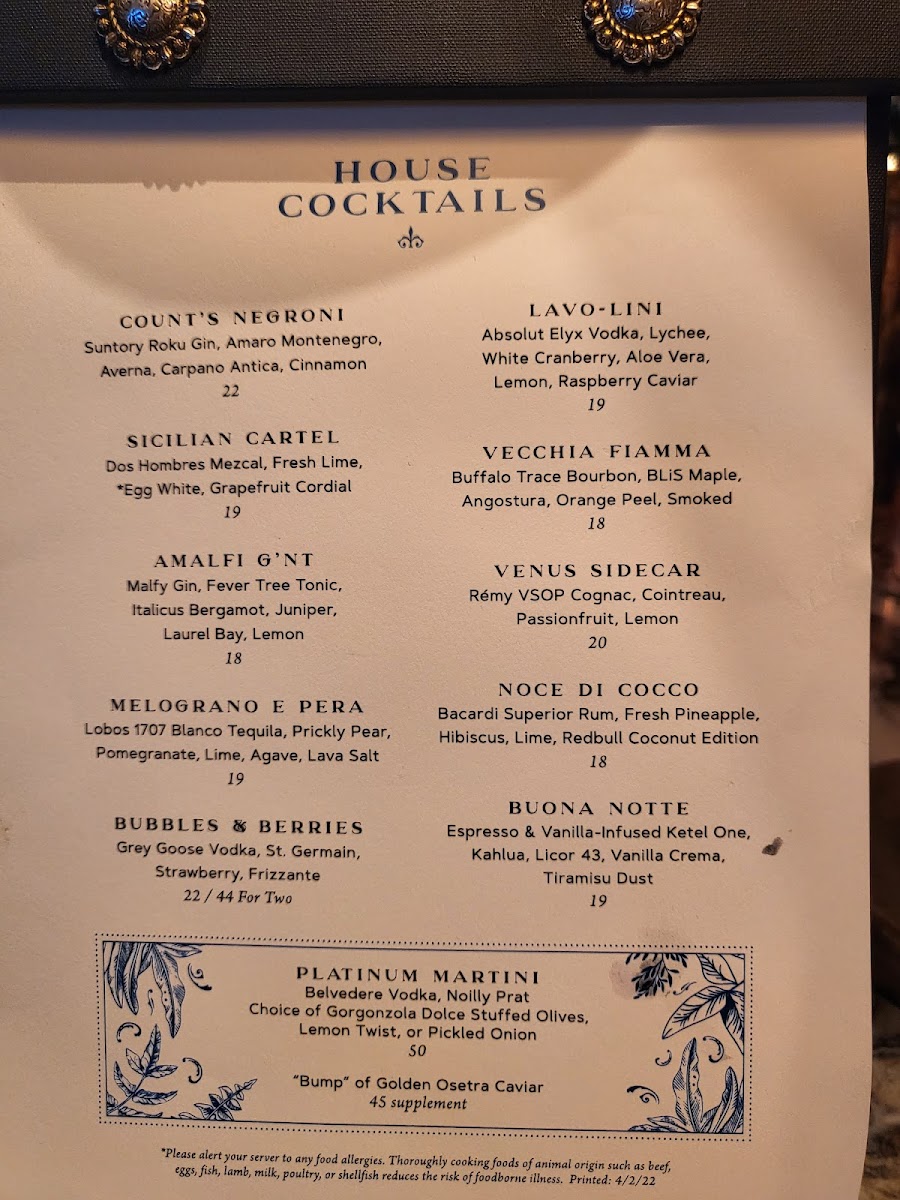 HOUSE
COCKTAILS
COUNT'S NEGRONI
Suntory Roku Gin, Amaro Montenegro,
Averna, Carpano Antica, Cinnamon
22
SICILIAN CARTEL
Dos Hombres Mezcal, Fresh Lime,
*Egg White, Grapefruit Cordial
19
AMALFI G'NT
Malfy Gin, Fever Tree Tonic,
Italicus Bergamot, Juniper,
Laurel Bay, Lemon
18
MELOGRANO E PERA
Lobos 1707 Blanco Tequila, Prickly Pear,
Pomegranate, Lime, Agave, Lava Salt
19
BUBBLES & BERRIES
Grey Goose Vodka, St. Germain,
Strawberry, Frizzante
22 / 44 For Two
LAVO-LINI
Absolut Elyx Vodka, Lychee,
White Cranberry, Aloe Vera,
Lemon, Raspberry Caviar
19
VECCHIA FIAMMA
Buffalo Trace Bourbon, BLiS Maple,
Angostura, Orange Peel, Smoked
18
VENUS SIDECAR
Rémy VSOP Cognac, Cointreau,
Passionfruit, Lemon
20
NOCE DI COCCO
Bacardi Superior Rum, Fresh Pineapple,
Hibiscus, Lime, Redbull Coconut Edition
18
BUONA NOTTE
Espresso & Vanilla-Infused Ketel One,
Kahlua, Licor 43, Vanilla Crema,
Tiramisu Dust
19
PLATINUM MARTINI
Belvedere Vodka, Noilly Prat
Choice of Gorgonzola Dolce Stuffed Olives,
Lemon Twist, or Pickled Onion
50
"Bump" of Golden Osetra Caviar
45 supplement
*Please alert your server to any food allergies. Thoroughly cooking foods of animal origin such as beef,
eggs, fish, lamb, milk, poultry, or shellfish reduces the risk of foodborne illness. Printed: 4/2/22